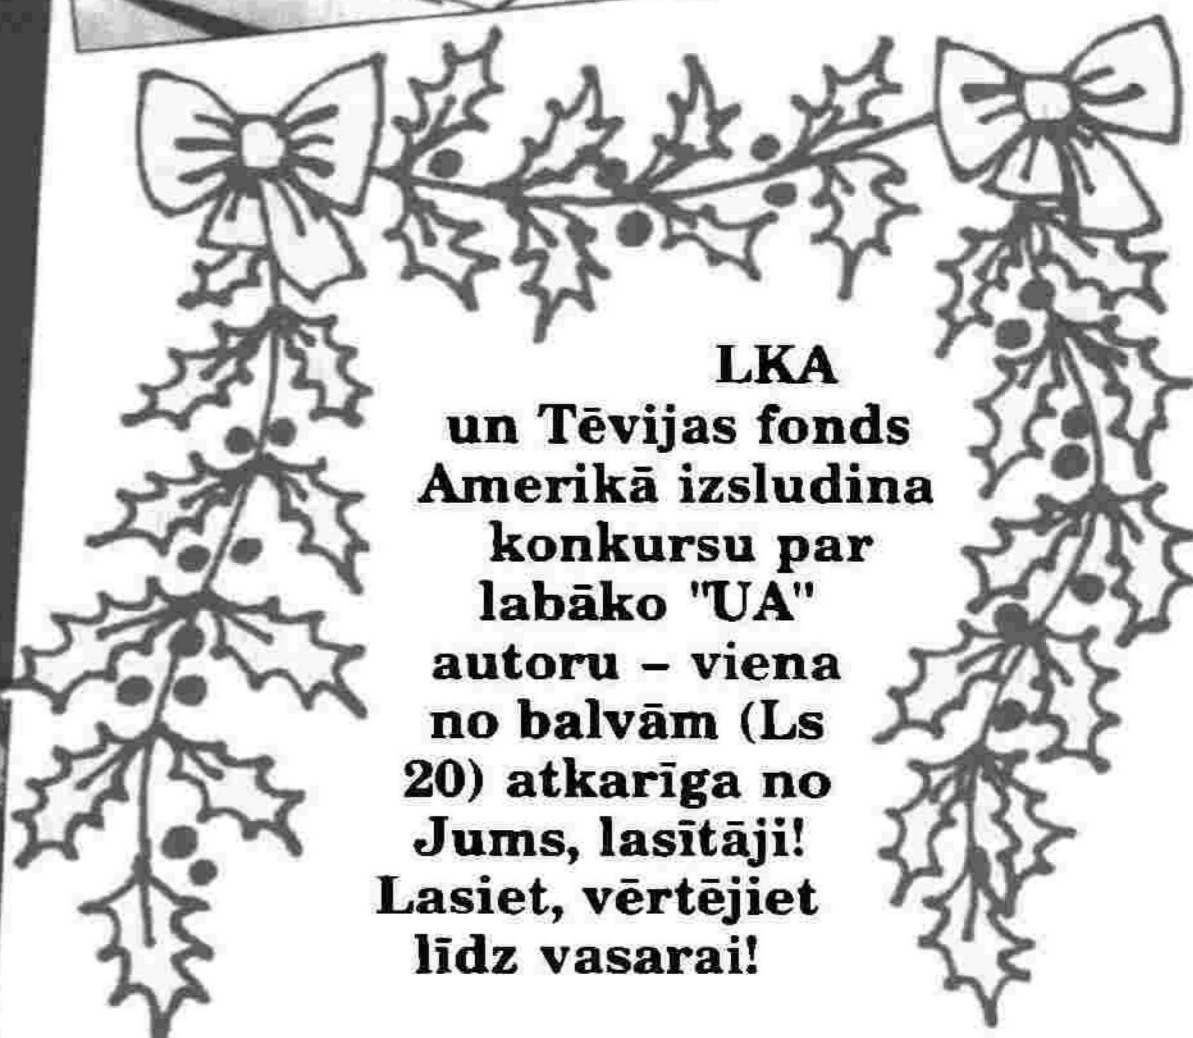 LKA
un Tēvijas fonds
Amerikā izsludina
konkursu par
labāko "UA"
autoru – viena
no balvām (Ls
20) atkarīga no
Jums, lasītāji!
Lasiet, vērtējiet
līdz vasarai!